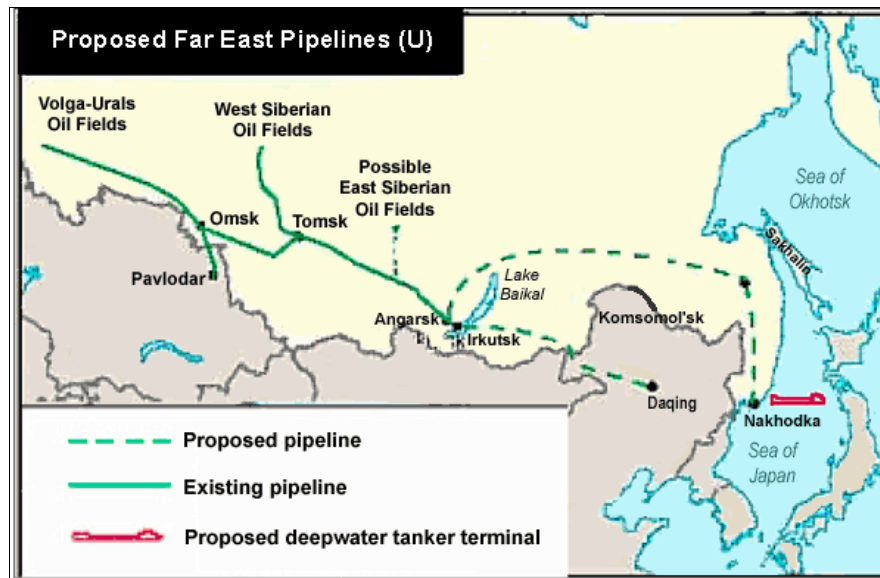 Proposed Far East Pipelines (U)
Volga-Urals
Oil Fields
West Siberian
Oil Fields
Possible
East Siberian
Oil Fields
Sea of
Okhotsk
Omsk
Tomsk
Sakhalin
Pavlodar
Lake
Baikal
Angarsk
Irkutsk
Komsomol'sk
Daqing
Nakhodka
Sea of
Japan
Proposed pipeline
Existing pipeline
Proposed deepwater tanker terminal